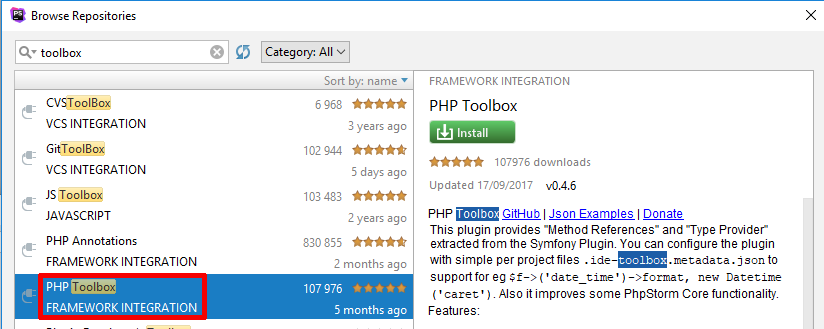 PS Browse Repositories
toolbox
Category: All
Sort by: name
CVSToolBox 6 968
VCS INTEGRATION 3 years ago
GitToolBox 102 944
VCS INTEGRATION 5 days ago
JS Toolbox 103 483
JAVASCRIPT 2 years ago
PHP Annotations 830 855
FRAMEWORK INTEGRATION 2 months ago
PHP Toolbox 107 976
FRAMEWORK INTEGRATION 5 months ago
FRAMEWORK INTEGRATION
PHP Toolbox
Install
107976 downloads
Updated 17/09/2017 v0.4.6
PHP Toolbox GitHub | Json Examples | Donate
This plugin provides "Method References" and "Type Provider"
extracted from the Symfony Plugin. You can configure the plugin
with simple per project files .ide-toolbox.metadata.json to
support for eg $f->('date_time')->format, new Datetime
('caret'). Also it improves some PhpStorm Core functionality.
Features: